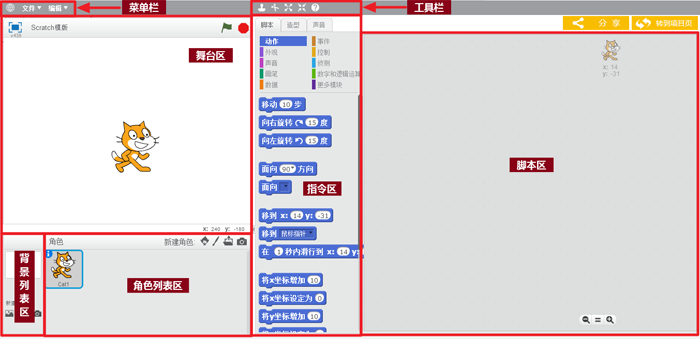 文件▼ 编辑▼
菜单栏
工具栏
Scratch模版
v426
舞台区
x: 240 y: -180
脚本 造型 声音
动作 事件
外观 控制
声音 侦测
画笔 数字和逻辑运算
数据 更多模块
移动 10 步
向右旋转 15 度
向左旋转 15 度
面向 90° 方向
面向
指令区
移到 x: 14 y: -31
移到 鼠标指针
在 1 秒内滑行到 x: 14 y:
将x坐标增加 10
将x坐标设定为 0
将y坐标增加 10
分 享
转到项目页
x: 14
y: -31
脚本区
背景列表区
新建
角色 新建角色:
Cat1
角色列表区